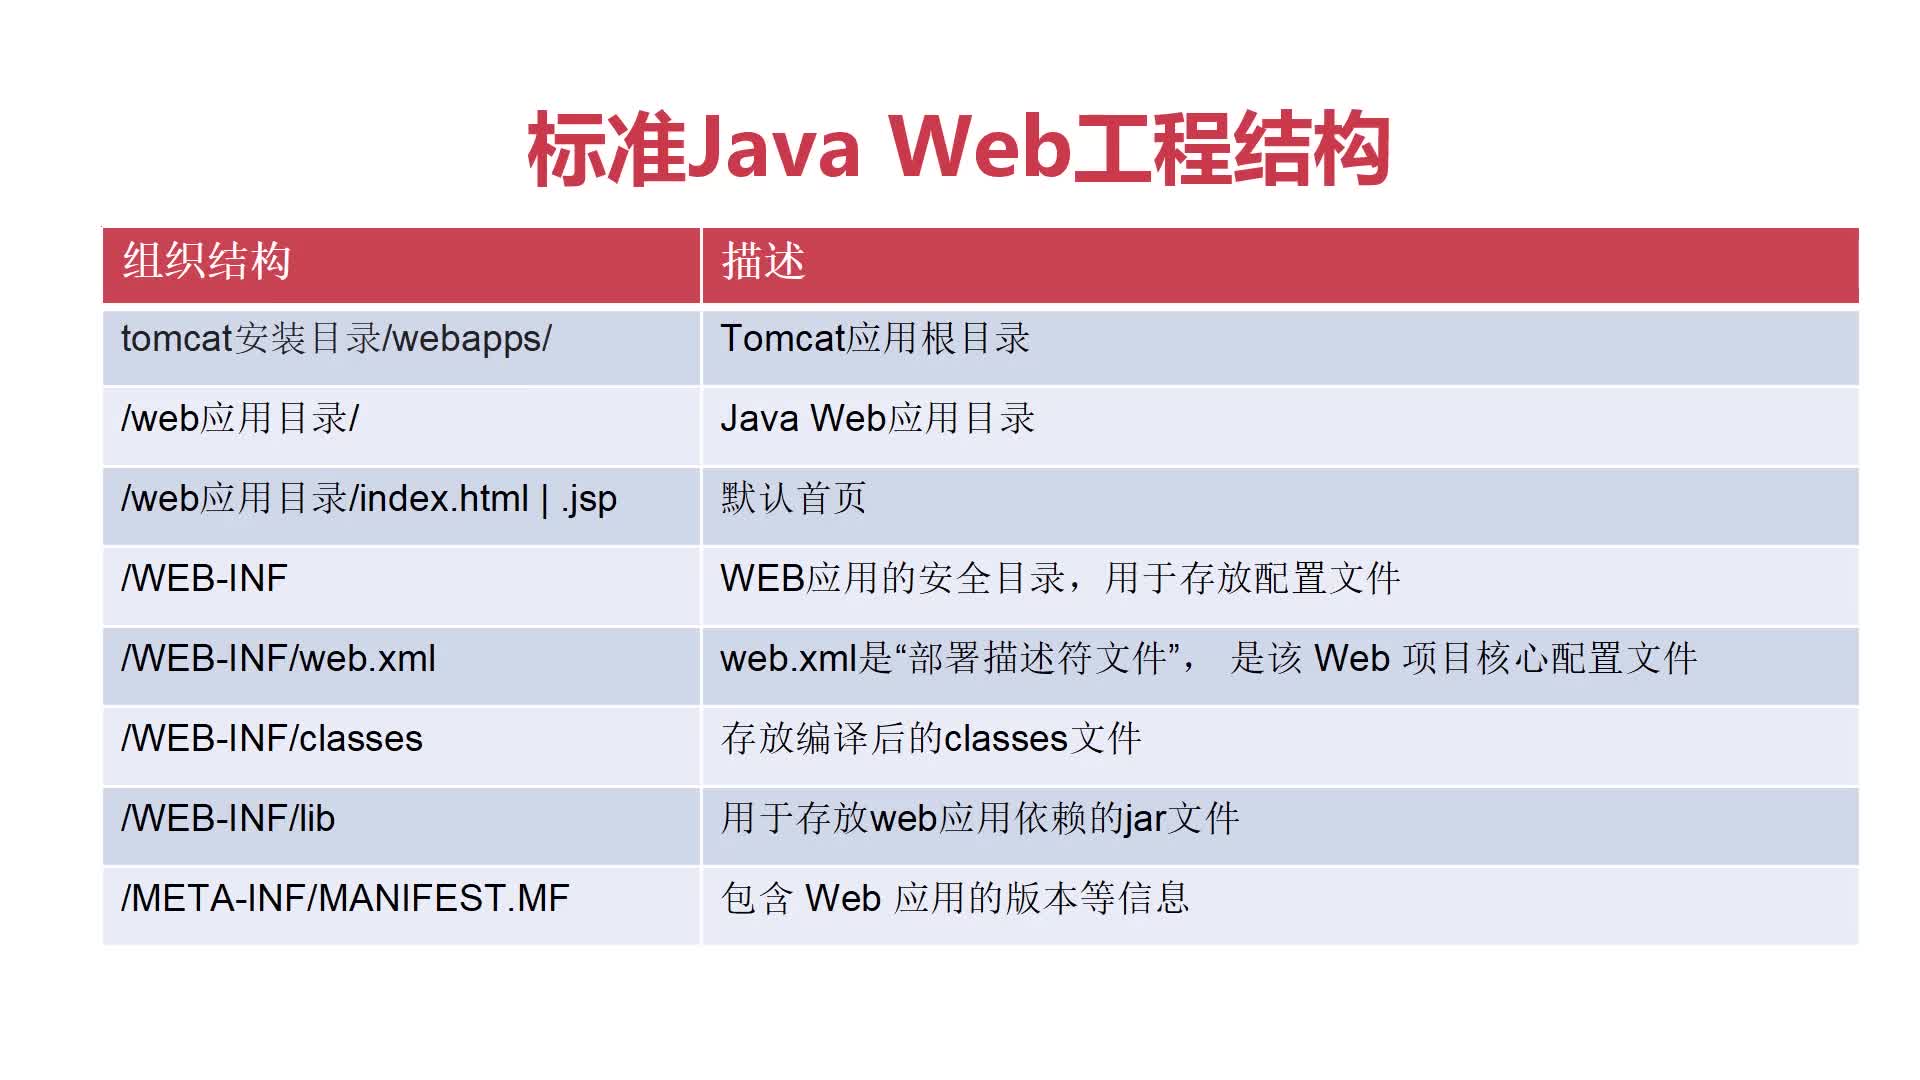 标准Java Web工程结构
组织结构 描述
tomcat安装目录/webapps/ Tomcat应用根目录
/web应用目录/ Java Web应用目录
/web应用目录/index.html | .jsp 默认首页
/WEB-INF WEB应用的安全目录，用于存放配置文件
/WEB-INF/web.xml web.xml是“部署描述符文件”， 是该 Web 项目核心配置文件
/WEB-INF/classes 存放编译后的classes文件
/WEB-INF/lib 用于存放web应用依赖的jar文件
/META-INF/MANIFEST.MF 包含 Web 应用的版本等信息